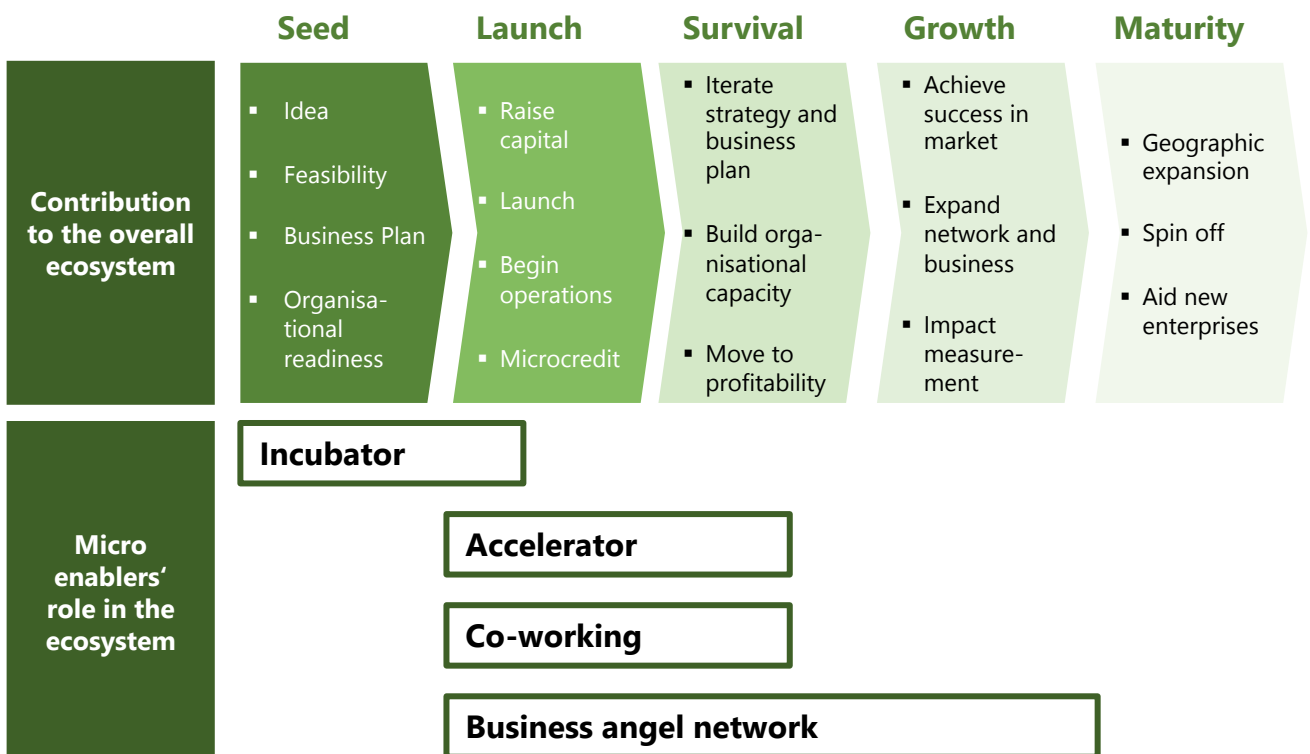 Seed
Launch
Survival
Growth
Maturity
Contribution
to the overall
ecosystem
▪ Idea
▪ Feasibility
▪ Business Plan
▪ Organisa-
tional
readiness
▪ Raise
capital
▪ Launch
▪ Begin
operations
▪ Microcredit
▪ Iterate
strategy and
business
plan
▪ Build orga-
nisational
capacity
▪ Move to
profitability
▪ Achieve
success in
market
▪ Expand
network and
business
▪ Impact
measure-
ment
▪ Geographic
expansion
▪ Spin off
▪ Aid new
enterprises
Micro
enablers‘
role in the
ecosystem
Incubator
Accelerator
Co-working
Business angel network